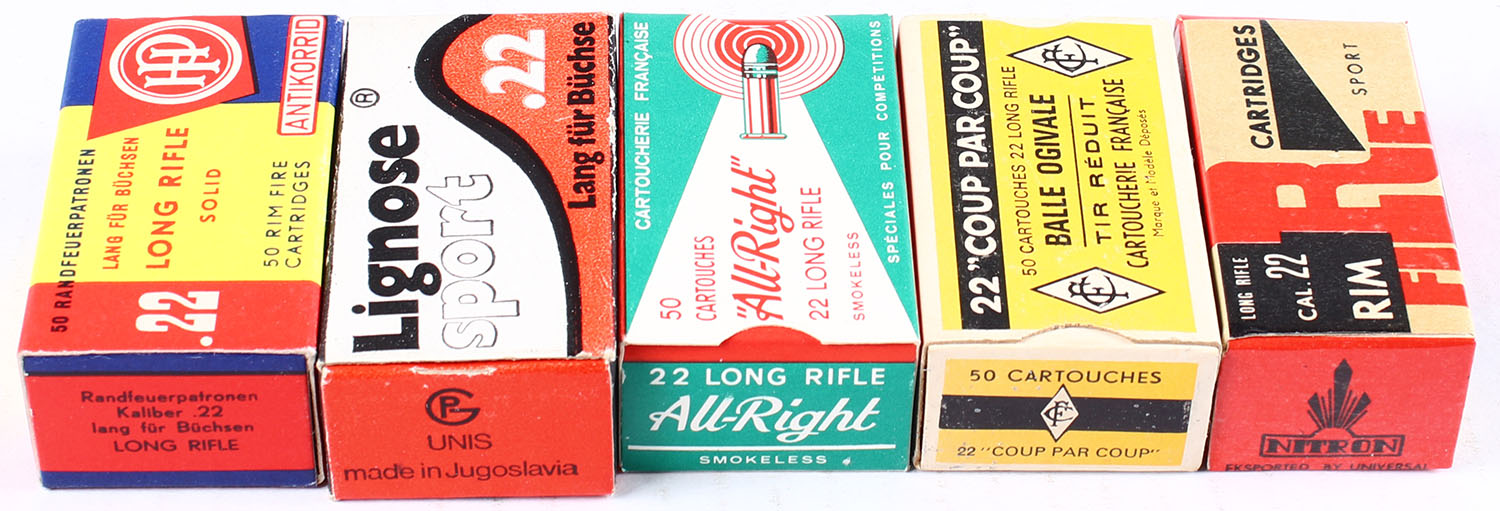 HP
ANTIKORRID
50 RANDFEUERPATRONEN
LANG FÜR BÜCHSEN
LONG RIFLE
SOLID
50 RIM FIRE
CARTRIDGES
.22
Randfeuerpatronen
Kaliber .22
lang für Büchsen
LONG RIFLE
Lignose®
sport
.22
Lang für Büchse
UNIS
made in Jugoslavia
CARTOUCHERIE FRANÇAISE
SPÉCIALES POUR COMPÉTITIONS
50
CARTOUCHES
"All-Right"
22 LONG RIFLE
SMOKELESS
22 LONG RIFLE
All-Right
SMOKELESS
22 "COUP PAR COUP"
50 CARTOUCHES 22 LONG RIFLE
BALLE OGIVALE
TIR RÉDUIT
CARTOUCHERIE FRANÇAISE
Marque et Modèle Déposés
50 CARTOUCHES
22 "COUP PAR COUP"
CARTRIDGES
SPORT
R
FIRE
LONG RIFLE
CAL. 22
RIM
NITRON
EKSPORTED BY UNIVERSAL